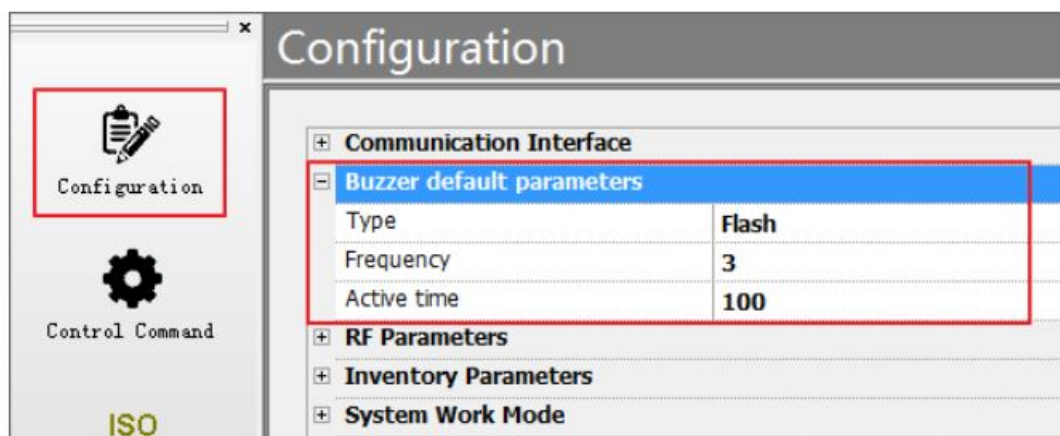 Configuration
Configuration
Control Command
ISO
Communication Interface
Buzzer default parameters
Type Flash
Frequency 3
Active time 100
RF Parameters
Inventory Parameters
System Work Mode